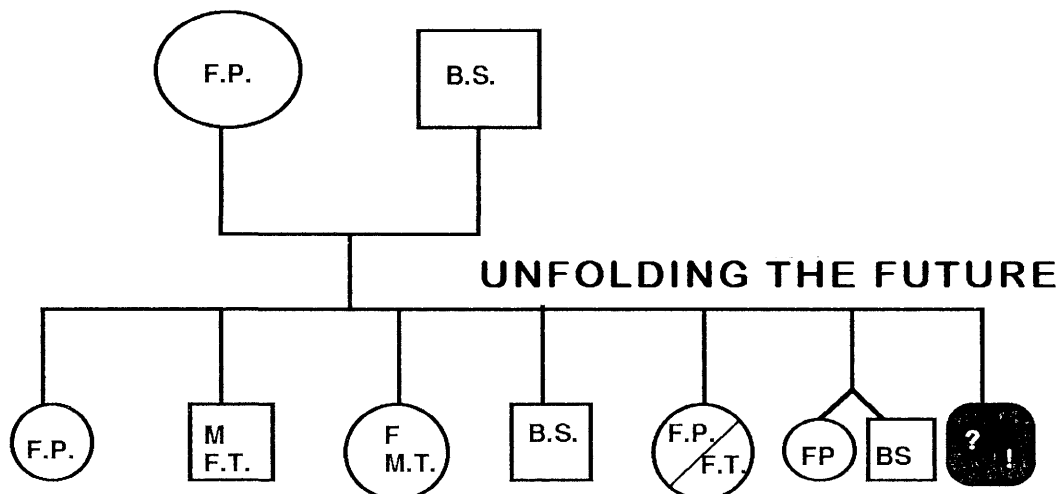 F.P.
B.S.
UNFOLDING THE FUTURE
F.P.
M
F.T.
F
M.T.
B.S.
F.P.
F.T.
FP
BS
?
!